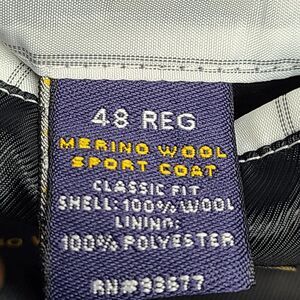 48 REG
MERINO WOOL
SPORT COAT
CLASSIC FIT
SHELL: 100% WOOL
LINING:
100% POLYESTER
RN#93677